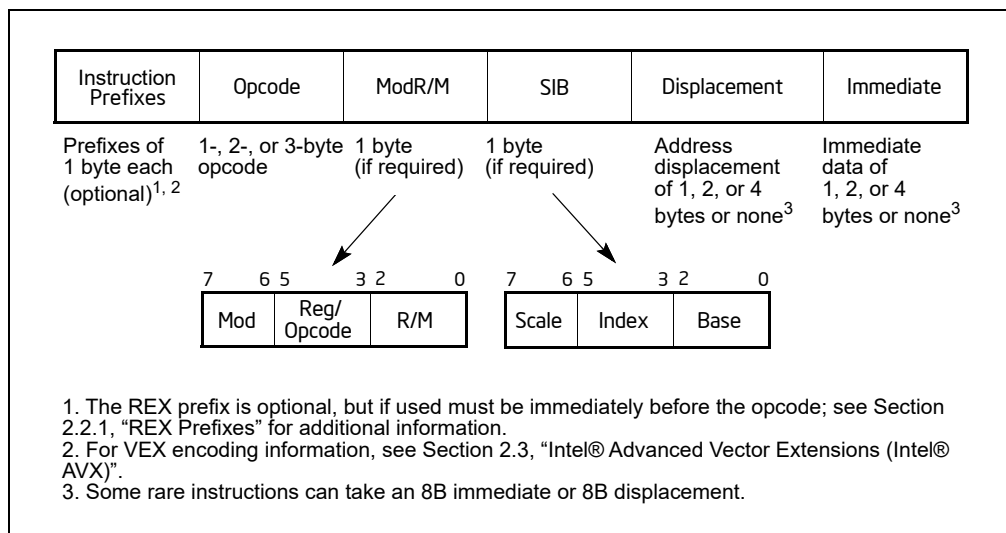 Instruction Prefixes
Opcode
ModR/M
SIB
Displacement
Immediate
Prefixes of
1 byte each
(optional)1, 2
1-, 2-, or 3-byte
opcode
1 byte
(if required)
1 byte
(if required)
Address
displacement
of 1, 2, or 4
bytes or none3
Immediate
data of
1, 2, or 4
bytes or none3
7 6 5 3 2 0
Mod
Reg/
Opcode
R/M
7 6 5 3 2 0
Scale
Index
Base
1. The REX prefix is optional, but if used must be immediately before the opcode; see Section
2.2.1, “REX Prefixes” for additional information.
2. For VEX encoding information, see Section 2.3, “Intel® Advanced Vector Extensions (Intel®
AVX)”.
3. Some rare instructions can take an 8B immediate or 8B displacement.